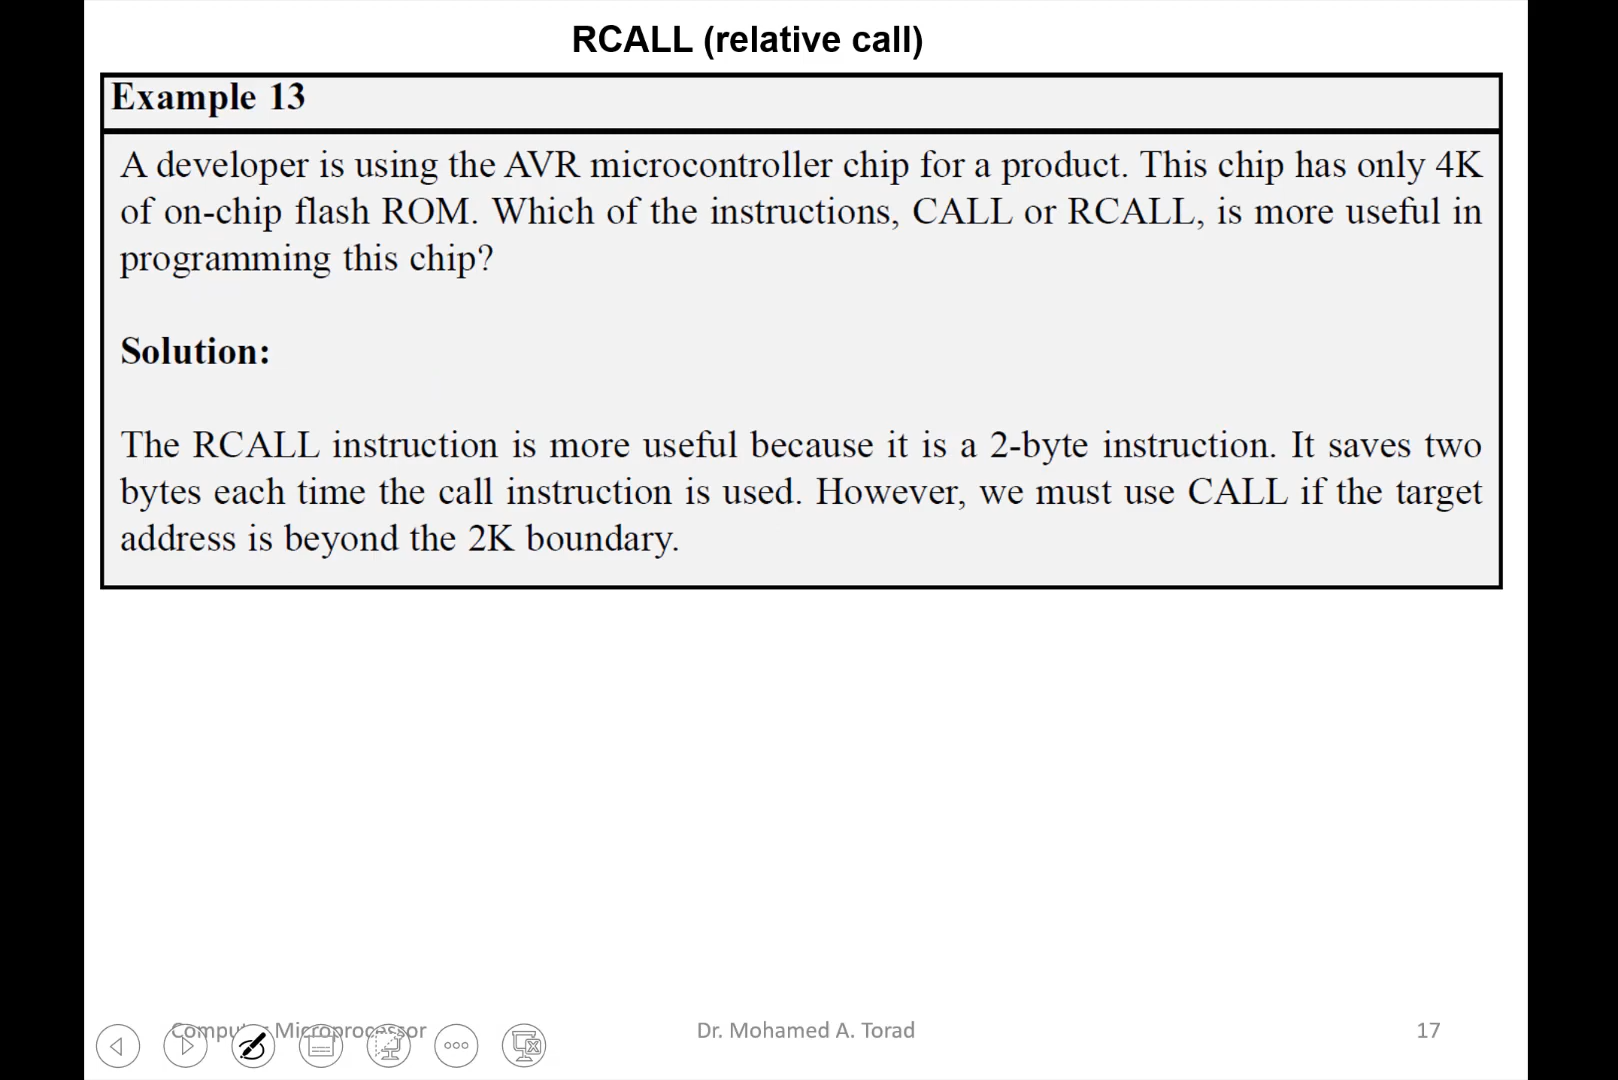 RCALL (relative call)
Example 13
A developer is using the AVR microcontroller chip for a product. This chip has only 4K
of on-chip flash ROM. Which of the instructions, CALL or RCALL, is more useful in
programming this chip?
Solution:
The RCALL instruction is more useful because it is a 2-byte instruction. It saves two
bytes each time the call instruction is used. However, we must use CALL if the target
address is beyond the 2K boundary.
Computer Microprocessor
Dr. Mohamed A. Torad
17